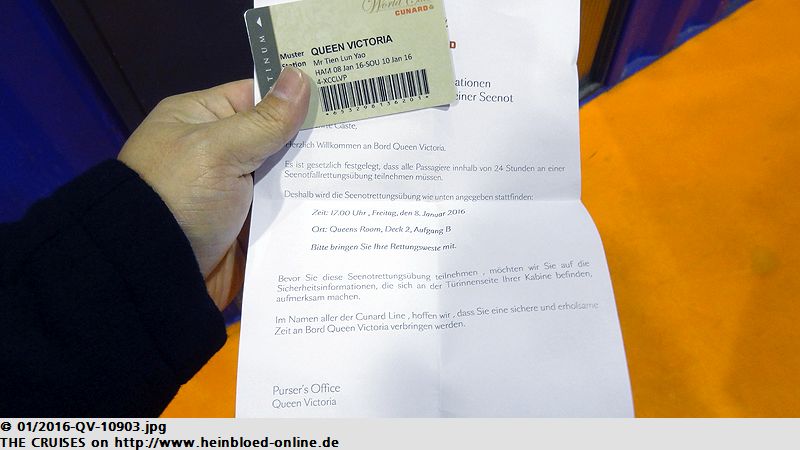 World Club
CUNARD
PLATINUM
Muster
Station
QUEEN VICTORIA
Mr Tien Lun Yao
HAM 08 Jan 16-SOU 10 Jan 16
4-XCCLVP
D
ationen
einer Seenot
Gäste,
Herzlich Willkommen an Bord Queen Victoria.
Es ist gesetzlich festgelegt, dass alle Passagiere innhalb von 24 Stunden an einer
Seenotfallrettungsübung teilnehmen müssen.
Deshalb wird die Seenotrettungsübung wie unten angegeben stattfinden:
Zeit: 17.00 Uhr , Freitag, den 8. Januar 2016
Ort: Queens Room, Deck 2, Aufgang B
Bitte bringen Sie Ihre Rettungsweste mit.
Bevor Sie diese Seenotrettungsübung teilnehmen , möchten wir Sie auf die
Sicherheitsinformationen, die sich an der Türinnenseite Ihrer Kabine befinden,
aufmerksam machen.
Im Namen aller der Cunard Line , hoffen wir , dass Sie eine sichere und erholsame
Zeit an Bord Queen Victoria verbringen werden.
Purser's Office
Queen Victoria
© 01/2016-QV-10903.jpg
THE CRUISES on http://www.heinbloed-online.de